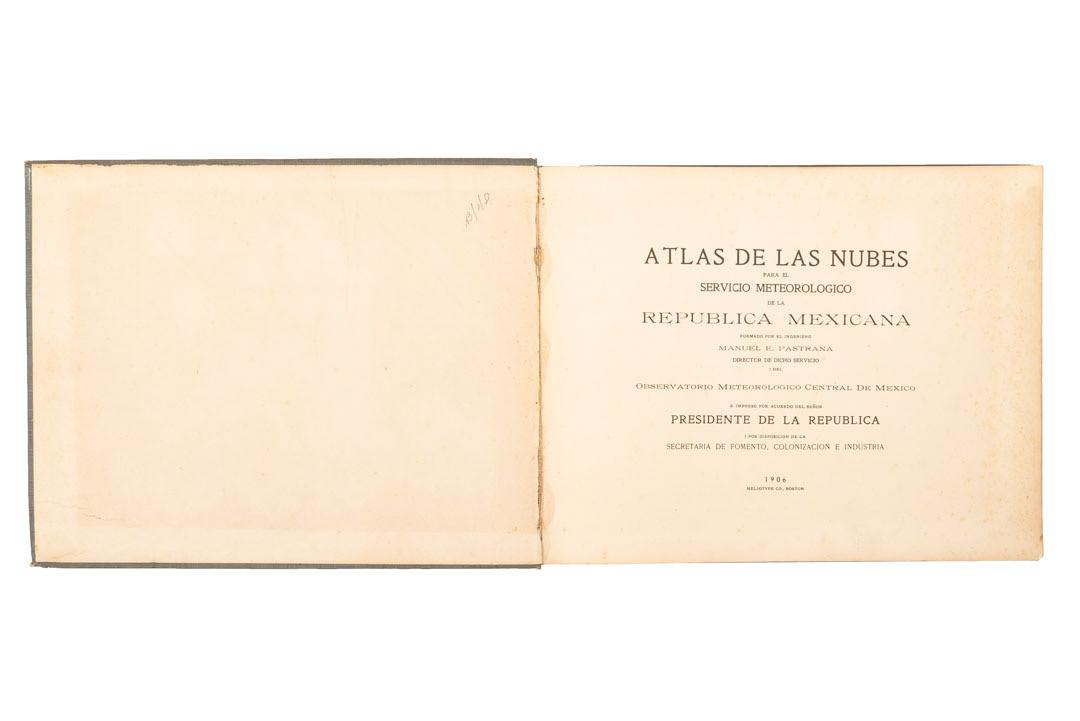 ATLAS DE LAS NUBES
PARA EL
SERVICIO METEOROLOGICO
DE LA
REPUBLICA MEXICANA
FORMADO POR EL INGENIERO
MANUEL E. PASTRANA
DIRECTOR DE DICHO SERVICIO
I DEL
OBSERVATORIO METEOROLOGICO CENTRAL DE MEXICO
E IMPRESO POR ACUERDO DEL SEÑOR
PRESIDENTE DE LA REPUBLICA
I POR DISPOSICION DE LA
SECRETARIA DE FOMENTO, COLONIZACION E INDUSTRIA
1906
HELIOTYPE CO., BOSTON